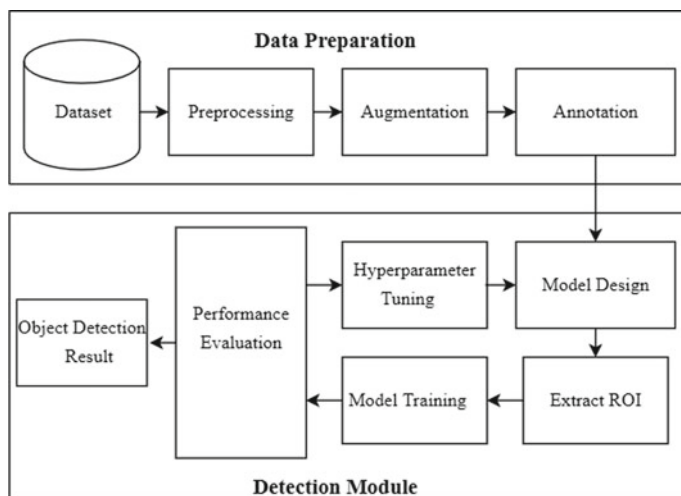 Data Preparation
Dataset
Preprocessing
Augmentation
Annotation
Hyperparameter
Tuning
Model Design
Performance
Evaluation
Object Detection
Result
Model Training
Extract ROI
Detection Module